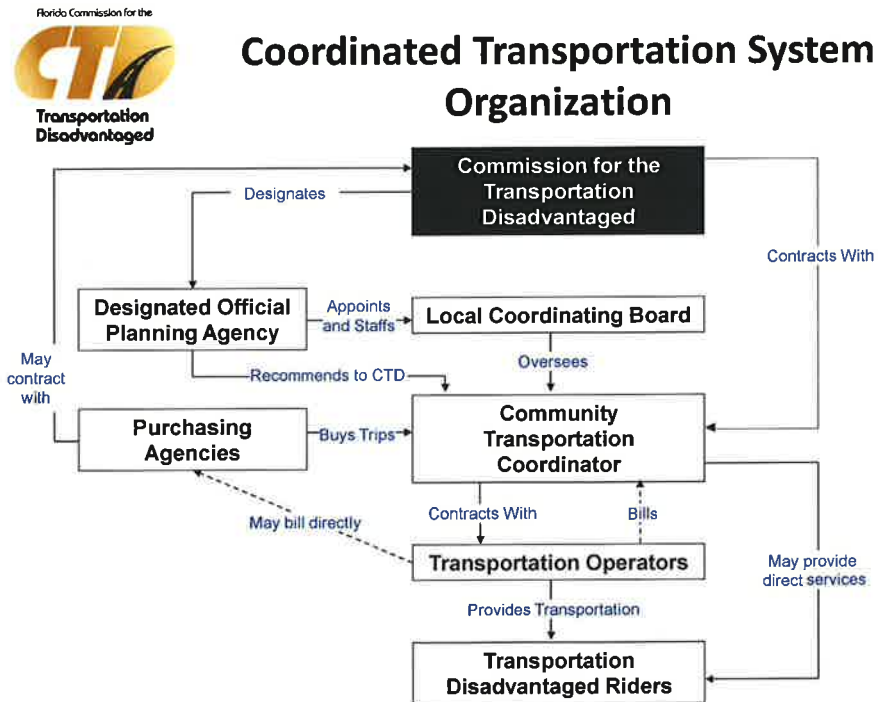 Florida Commission for the
CTD
Transportation
Disadvantaged
Coordinated Transportation System
Organization
Commission for the
Transportation
Disadvantaged
Designates
Contracts With
Designated Official
Planning Agency
Appoints
and Staffs
Local Coordinating Board
May
contract
with
Recommends to CTD
Oversees
Purchasing
Agencies
Buys Trips
Community
Transportation
Coordinator
May bill directly
Contracts With
Bills
Transportation Operators
May provide
direct services
Provides Transportation
Transportation
Disadvantaged Riders